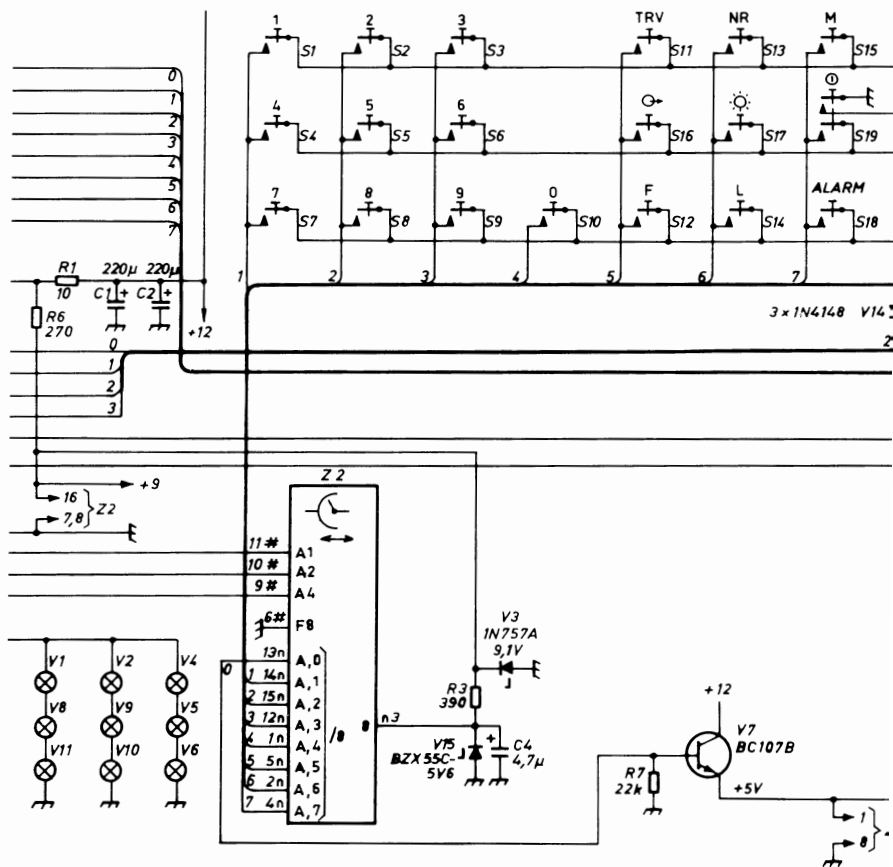 1 2 3 TRV NR M
S1 S2 S3 S11 S13 S15
4 5 6
S4 S5 S6 S16 S17 S19
7 8 9 0 F L ALARM
S7 S8 S9 S10 S12 S14 S18
0
1
2
3
4
5
6
7
1 2 3 4 5 6 7
R1 220µ 220µ
10 C1 + C2 +
R6
270
+12
3 x 1N4148 V14
2
0
1
2
3
+9
16
7,8 } Z2
Z2
11 # A1
10 # A2
9 # A4
6 # F8
0 13n A,0
1 14n A,1
2 15n A,2
3 12n A,3
4 1n A,4
5 5n A,5
6 2n A,6
7 4n A,7
/8
8 n3
V3
1N757A
9,1V
R3
390
V15
BZX55C-
5V6
+ C4
4,7µ
V1 V2 V4
V8 V9 V5
V11 V10 V6
+12
V7
BC107B
R7
22k
+5V
1
8